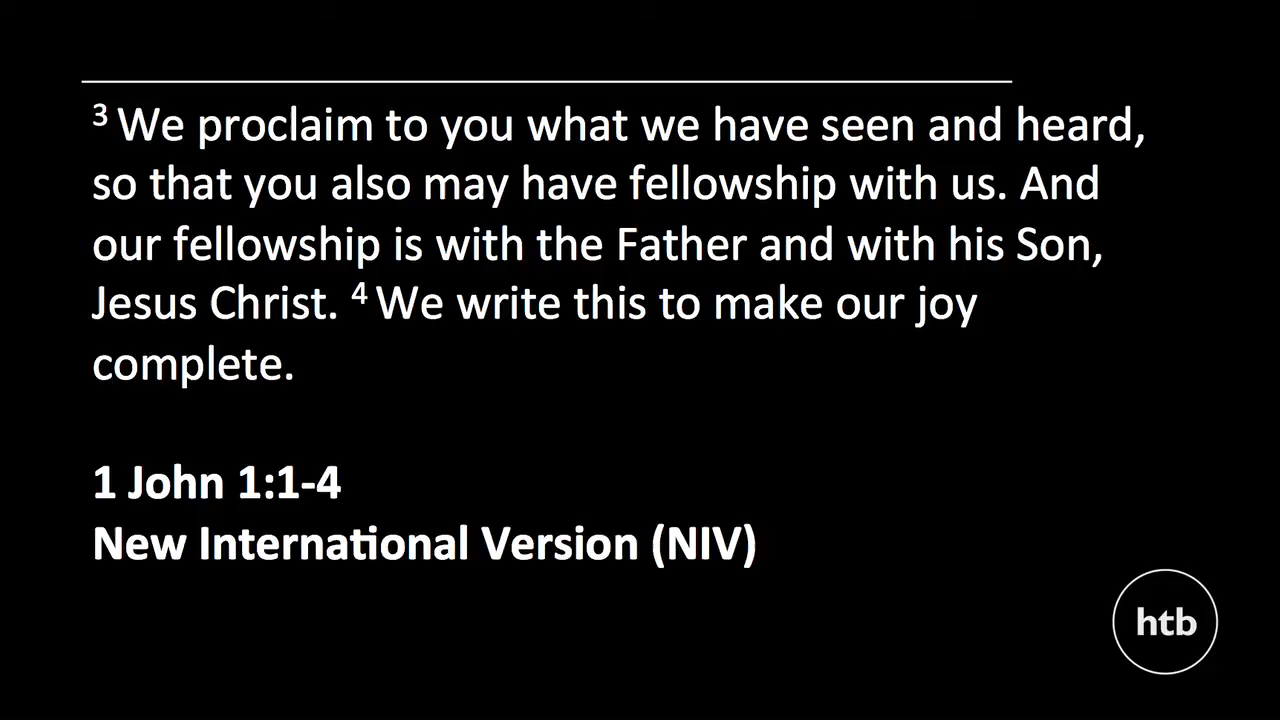 ³ We proclaim to you what we have seen and heard,
so that you also may have fellowship with us. And
our fellowship is with the Father and with his Son,
Jesus Christ. ⁴ We write this to make our joy
complete.
1 John 1:1-4
New International Version (NIV)
htb